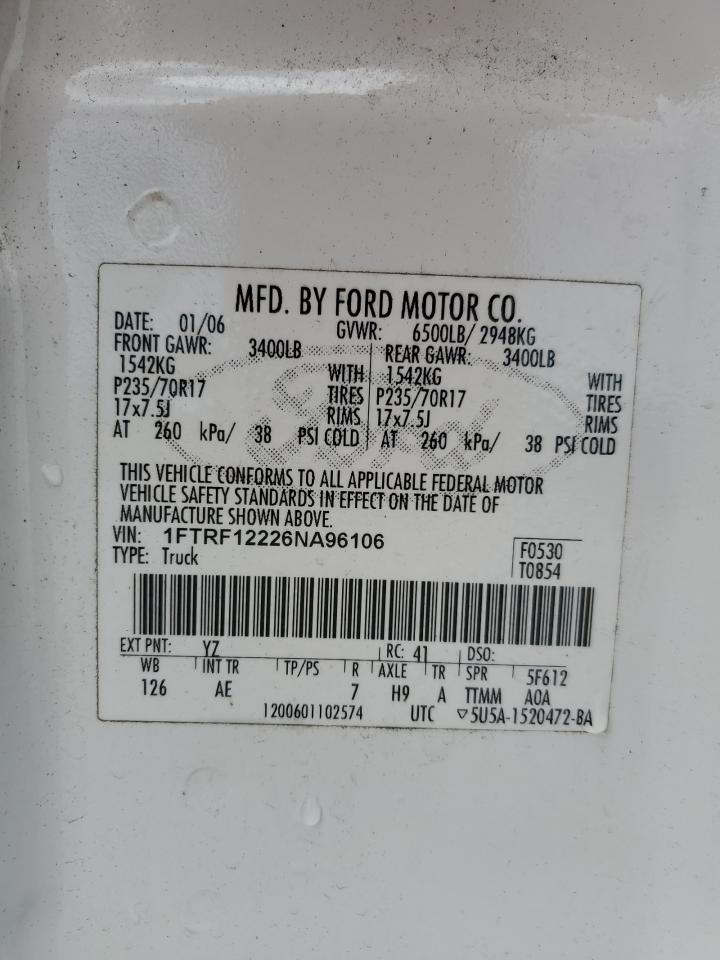 MFD. BY FORD MOTOR CO.
DATE: 01/06 GVWR: 6500LB/ 2948KG
FRONT GAWR: 3400LB REAR GAWR: 3400LB
1542KG WITH 1542KG WITH
P235/70R17 TIRES P235/70R17 TIRES
17x7.5J RIMS 17x7.5J RIMS
AT 260 kPa/ 38 PSI COLD AT 260 kPa/ 38 PSI COLD
Ford
THIS VEHICLE CONFORMS TO ALL APPLICABLE FEDERAL MOTOR
VEHICLE SAFETY STANDARDS IN EFFECT ON THE DATE OF
MANUFACTURE SHOWN ABOVE.
VIN: 1FTRF12226NA96106 F0530
TYPE: Truck T0854
EXT PNT: YZ RC: 41 DSO:
WB INT TR TP/PS R AXLE TR SPR 5F612
126 AE 7 H9 A TTMM A0A
1200601102574 UTC ▽5U5A-1520472-BA